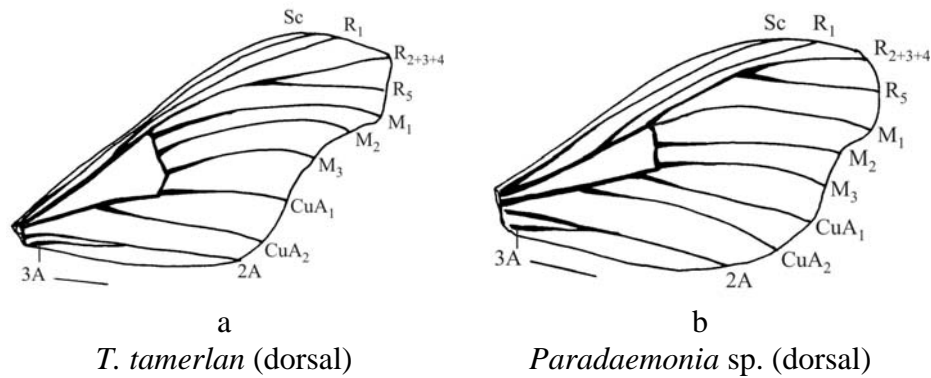 Sc R₁ R₂₊₃₊₄ R₅ M₁ M₂ M₃ CuA₁ CuA₂ 2A 3A
Sc R₁ R₂₊₃₊₄ R₅ M₁ M₂ M₃ CuA₁ CuA₂ 2A 3A
a b
T. tamerlan (dorsal) Paradaemonia sp. (dorsal)